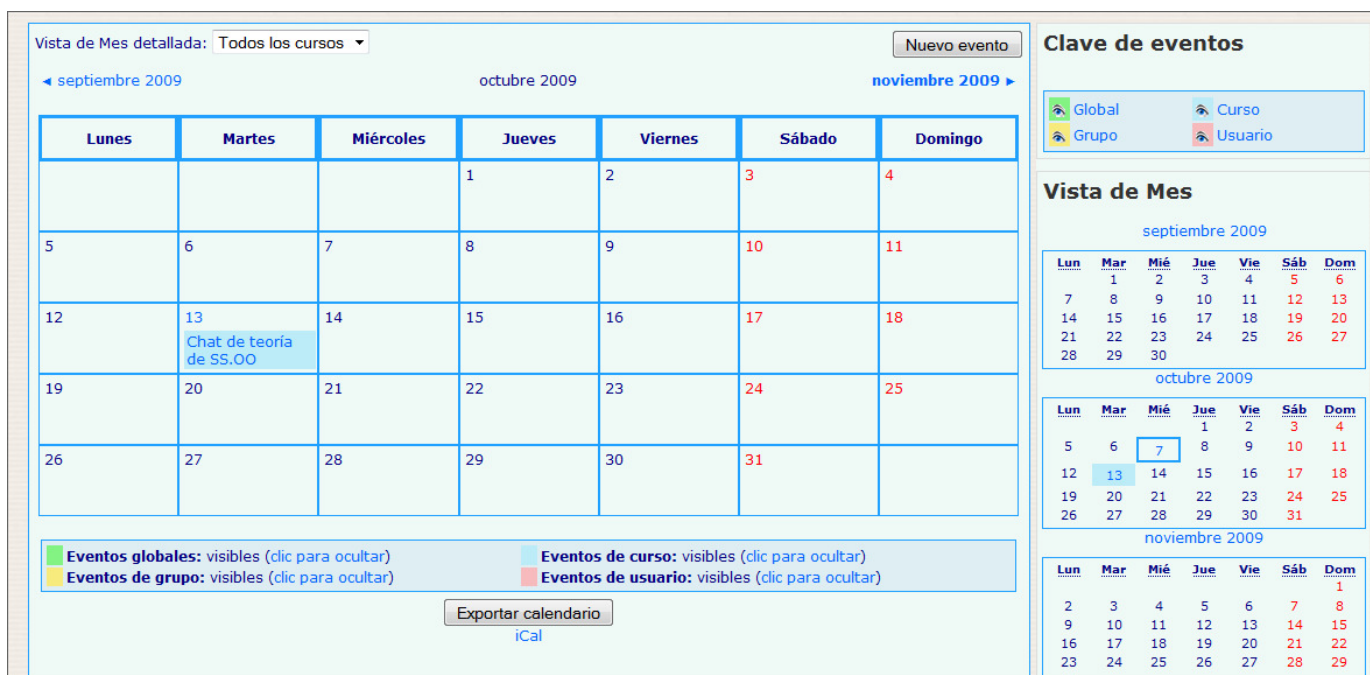 Vista de Mes detallada: Todos los cursos ▼ Nuevo evento
◄ septiembre 2009 octubre 2009 noviembre 2009 ►
Lunes Martes Miércoles Jueves Viernes Sábado Domingo
1 2 3 4
5 6 7 8 9 10 11
12 13 14 15 16 17 18
Chat de teoría
de SS.OO
19 20 21 22 23 24 25
26 27 28 29 30 31
Eventos globales: visibles (clic para ocultar) Eventos de curso: visibles (clic para ocultar)
Eventos de grupo: visibles (clic para ocultar) Eventos de usuario: visibles (clic para ocultar)
Exportar calendario
iCal
Clave de eventos
Global Curso
Grupo Usuario
Vista de Mes
septiembre 2009
Lun Mar Mié Jue Vie Sáb Dom
1 2 3 4 5 6
7 8 9 10 11 12 13
14 15 16 17 18 19 20
21 22 23 24 25 26 27
28 29 30
octubre 2009
Lun Mar Mié Jue Vie Sáb Dom
1 2 3 4
5 6 7 8 9 10 11
12 13 14 15 16 17 18
19 20 21 22 23 24 25
26 27 28 29 30 31
noviembre 2009
Lun Mar Mié Jue Vie Sáb Dom
1
2 3 4 5 6 7 8
9 10 11 12 13 14 15
16 17 18 19 20 21 22
23 24 25 26 27 28 29